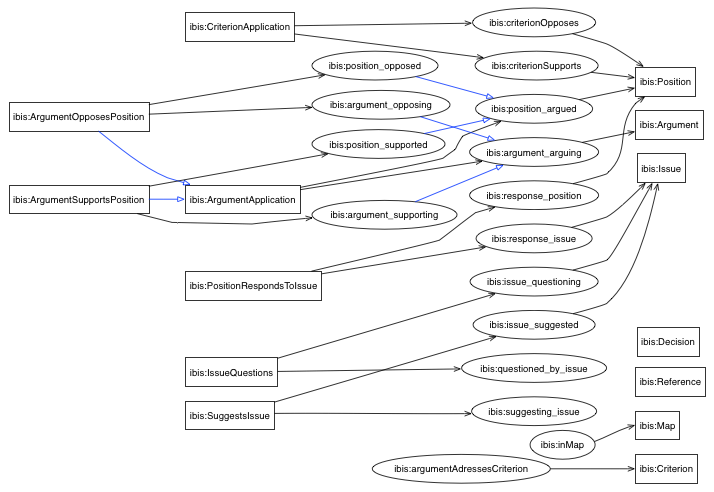 ibis:CriterionApplication
ibis:criterionOpposes
ibis:position_opposed
ibis:criterionSupports
ibis:Position
ibis:argument_opposing
ibis:position_argued
ibis:ArgumentOpposesPosition
ibis:Argument
ibis:position_supported
ibis:argument_arguing
ibis:Issue
ibis:ArgumentSupportsPosition
ibis:ArgumentApplication
ibis:response_position
ibis:argument_supporting
ibis:response_issue
ibis:PositionRespondsToIssue
ibis:issue_questioning
ibis:issue_suggested
ibis:Decision
ibis:IssueQuestions
ibis:questioned_by_issue
ibis:Reference
ibis:SuggestsIssue
ibis:suggesting_issue
ibis:Map
ibis:inMap
ibis:argumentAdressesCriterion
ibis:Criterion